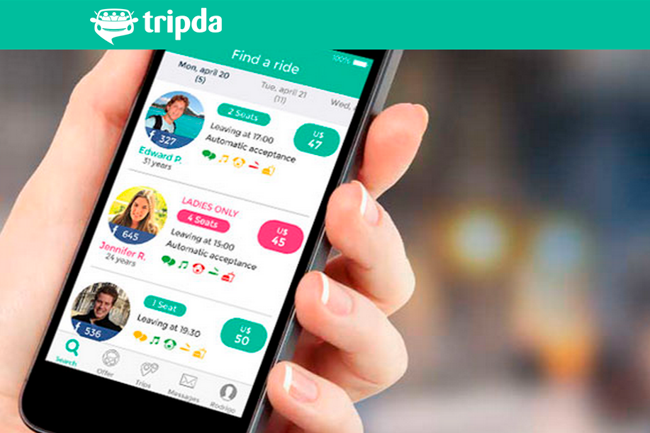 tripda
100%
Find a ride
Mon, april 20
(5)
Tue, april 21
(11)
Wed,
f 327
Edward P.
31 years
2 Seats
Leaving at 17:00
Automatic acceptance
U$
47
f 645
Jennifer R.
24 years
LADIES ONLY
4 Seats
Leaving at 15:00
Automatic acceptance
U$
45
f 536
1 Seat
Leaving at 19:30
U$
50
Search
Offer
Trips
Messages
Rodrigo